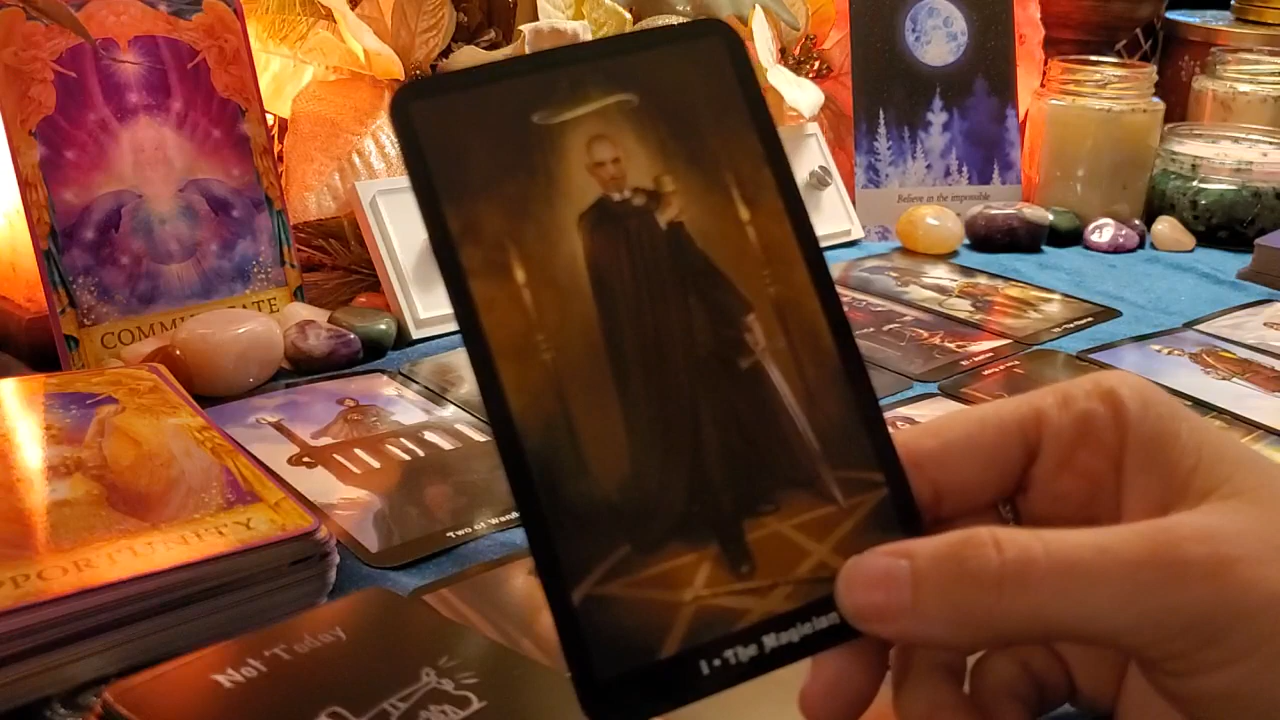 COMMUNICATE
Believe in the impossible
OPPORTUNITY
Two of Wands
Not Today
I • The Magician